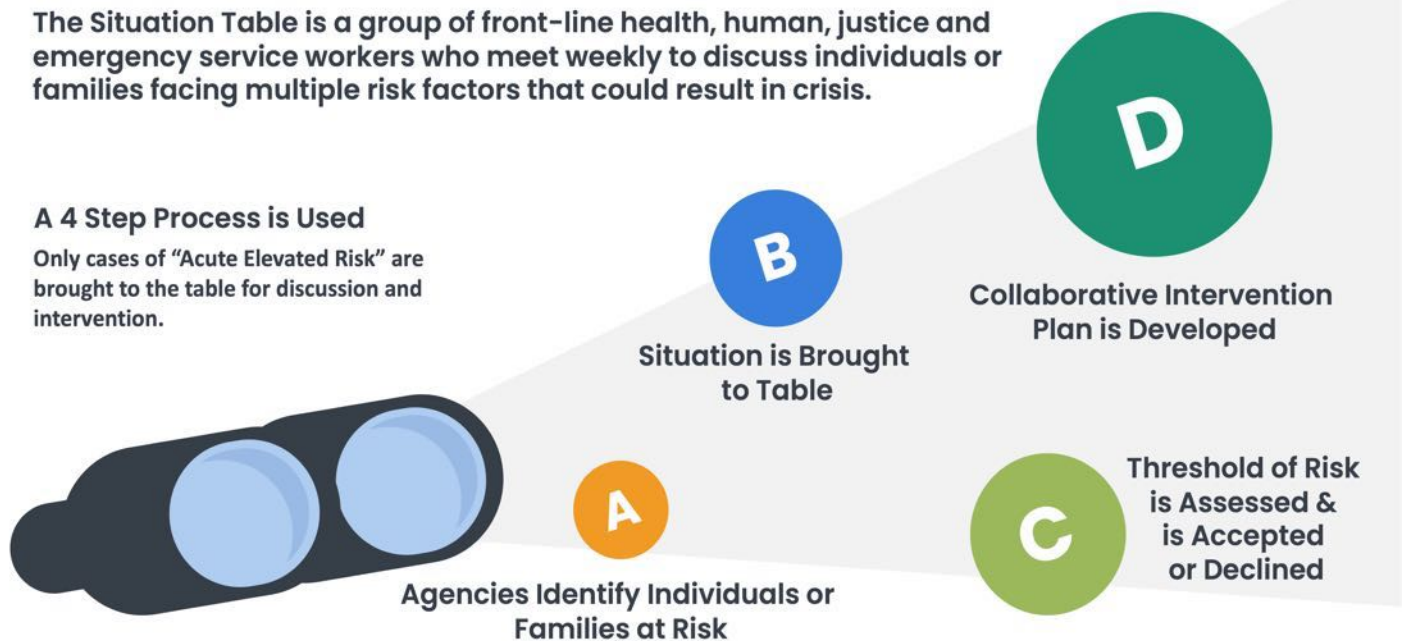 The Situation Table is a group of front-line health, human, justice and
emergency service workers who meet weekly to discuss individuals or
families facing multiple risk factors that could result in crisis.
A 4 Step Process is Used
Only cases of “Acute Elevated Risk” are
brought to the table for discussion and
intervention.
A
Agencies Identify Individuals or
Families at Risk
B
Situation is Brought
to Table
C
Threshold of Risk
is Assessed &
is Accepted
or Declined
D
Collaborative Intervention
Plan is Developed